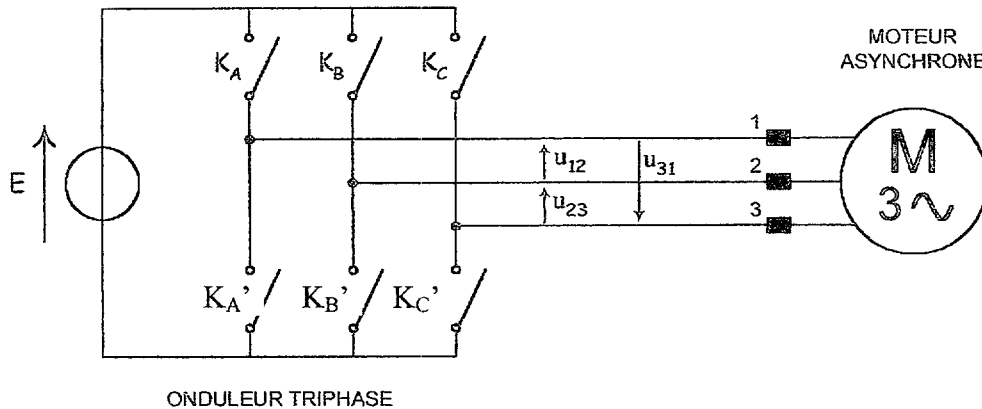 MOTEUR
ASYNCHRONE
K_A K_B K_C
1
E
u_12 u_31 2
u_23 3
M
3~
K_A' K_B' K_C'
ONDULEUR TRIPHASE